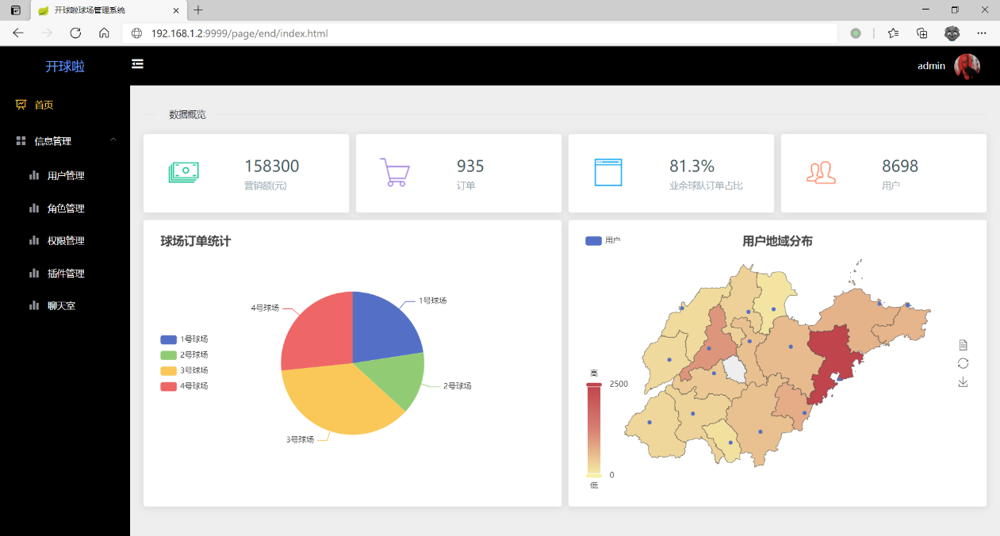 开球啦球场管理系统
192.168.1.2:9999/page/end/index.html
开球啦
admin
首页
信息管理
用户管理
角色管理
权限管理
插件管理
聊天室
数据概览
158300
营销额(元)
935
订单
81.3%
业余球队订单占比
8698
用户
球场订单统计
1号球场
2号球场
3号球场
4号球场
4号球场
1号球场
2号球场
3号球场
用户
用户地域分布
高
2500
0
低